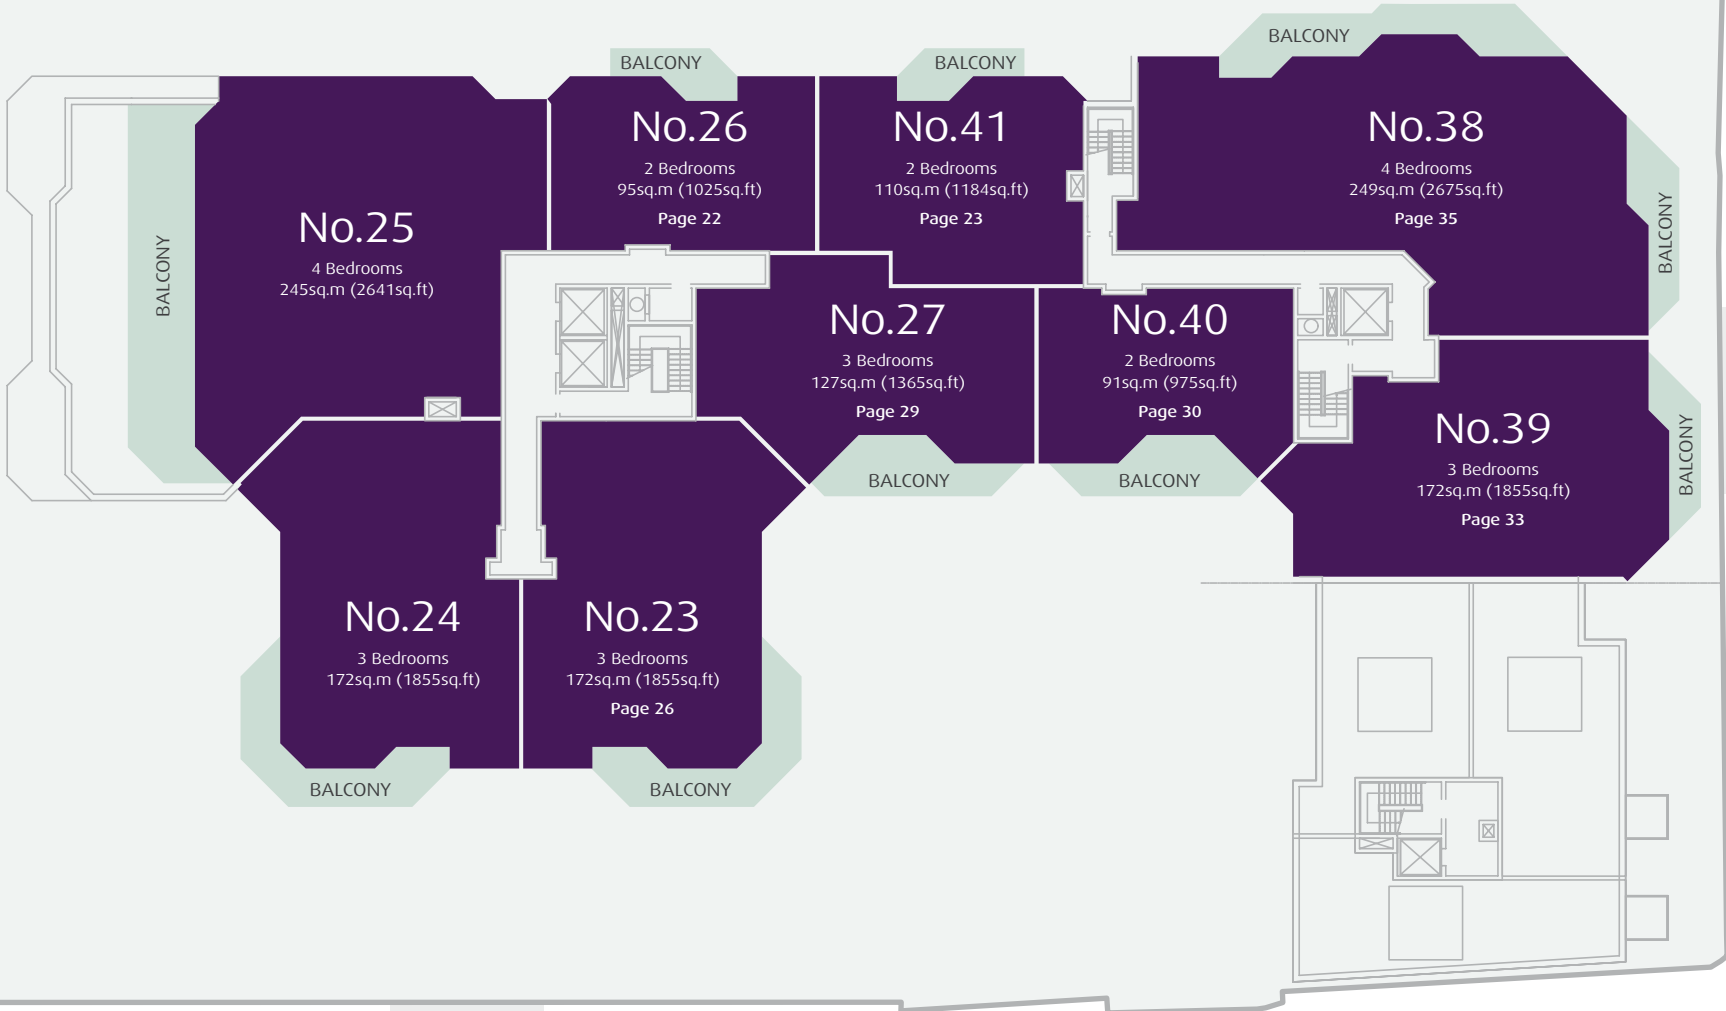 BALCONY
No.25
4 Bedrooms
245sq.m (2641sq.ft)
BALCONY
No.26
2 Bedrooms
95sq.m (1025sq.ft)
Page 22
BALCONY
No.41
2 Bedrooms
110sq.m (1184sq.ft)
Page 23
BALCONY
No.38
4 Bedrooms
249sq.m (2675sq.ft)
Page 35
BALCONY
No.27
3 Bedrooms
127sq.m (1365sq.ft)
Page 29
BALCONY
No.40
2 Bedrooms
91sq.m (975sq.ft)
Page 30
BALCONY
No.39
3 Bedrooms
172sq.m (1855sq.ft)
Page 33
BALCONY
No.24
3 Bedrooms
172sq.m (1855sq.ft)
BALCONY
No.23
3 Bedrooms
172sq.m (1855sq.ft)
Page 26
BALCONY